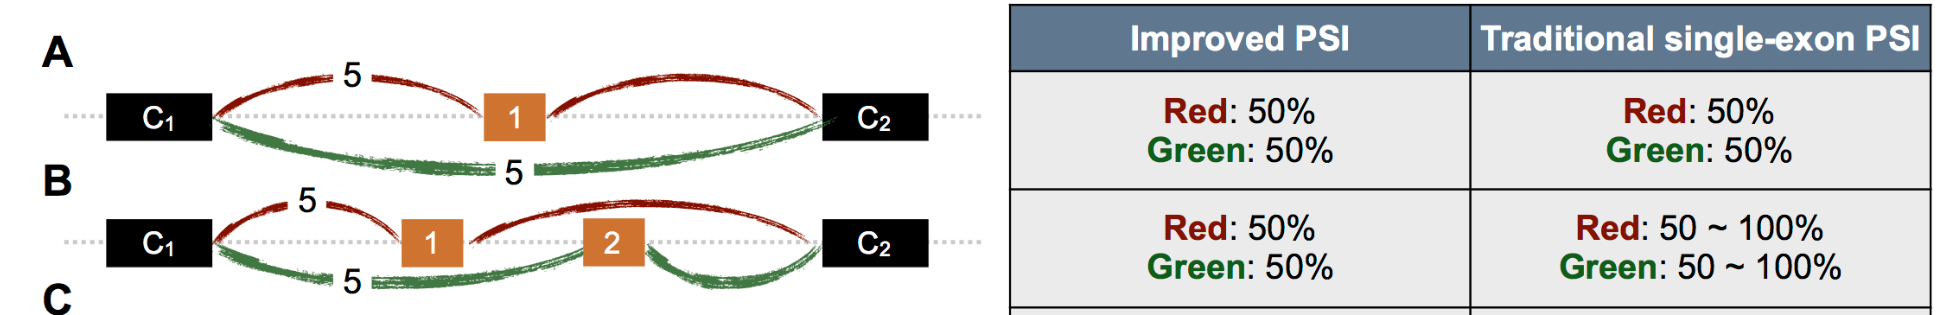 A
5
C1 1 C2
5
B
5
C1 1 2 C2
5
C
Improved PSI Traditional single-exon PSI
Red: 50% Red: 50%
Green: 50% Green: 50%
Red: 50% Red: 50 ~ 100%
Green: 50% Green: 50 ~ 100%